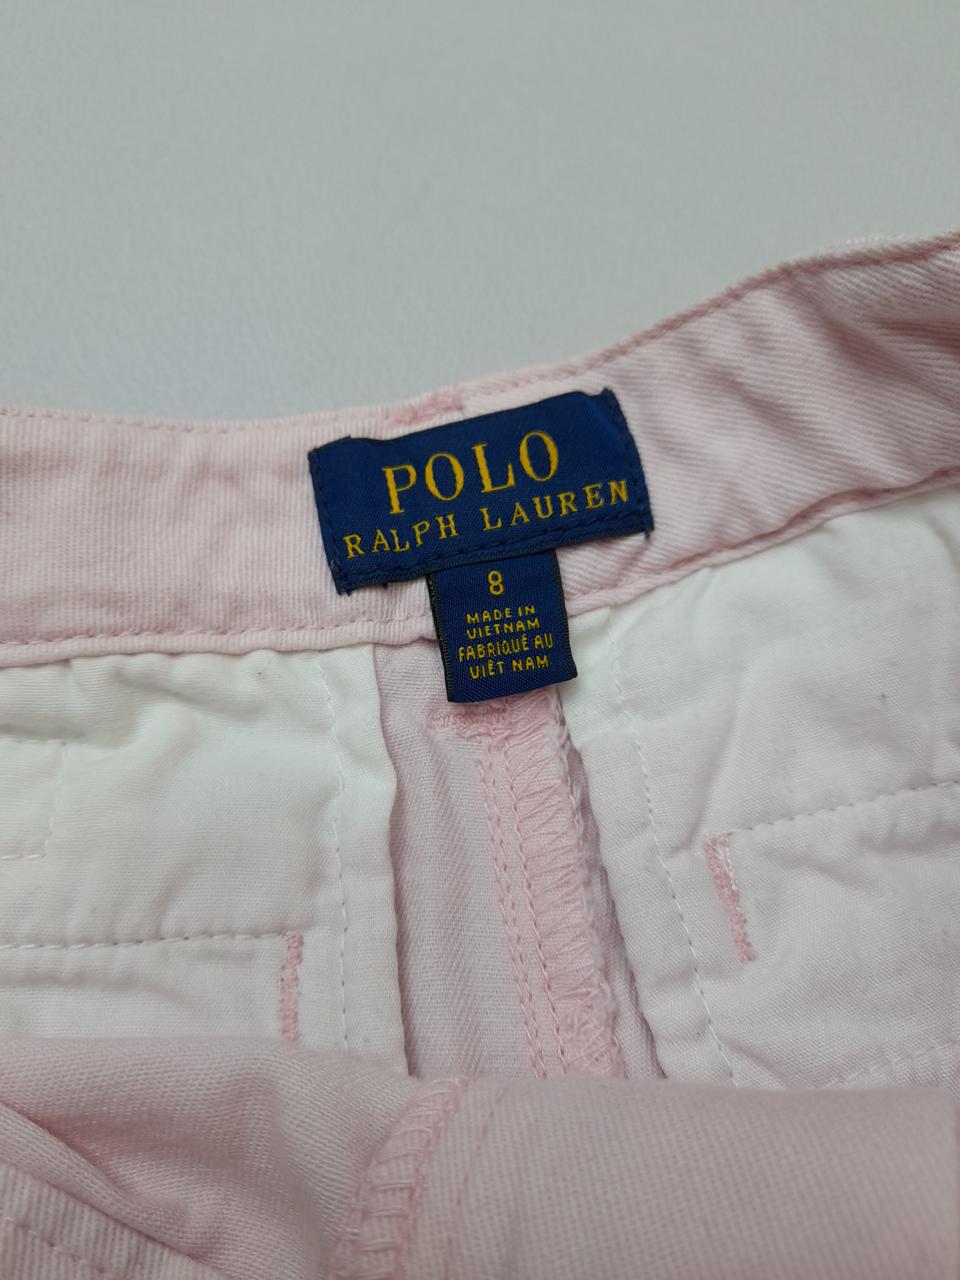 POLO
RALPH LAUREN
8
MADE IN
VIETNAM
FABRIQUÉ AU
VIÊT NAM